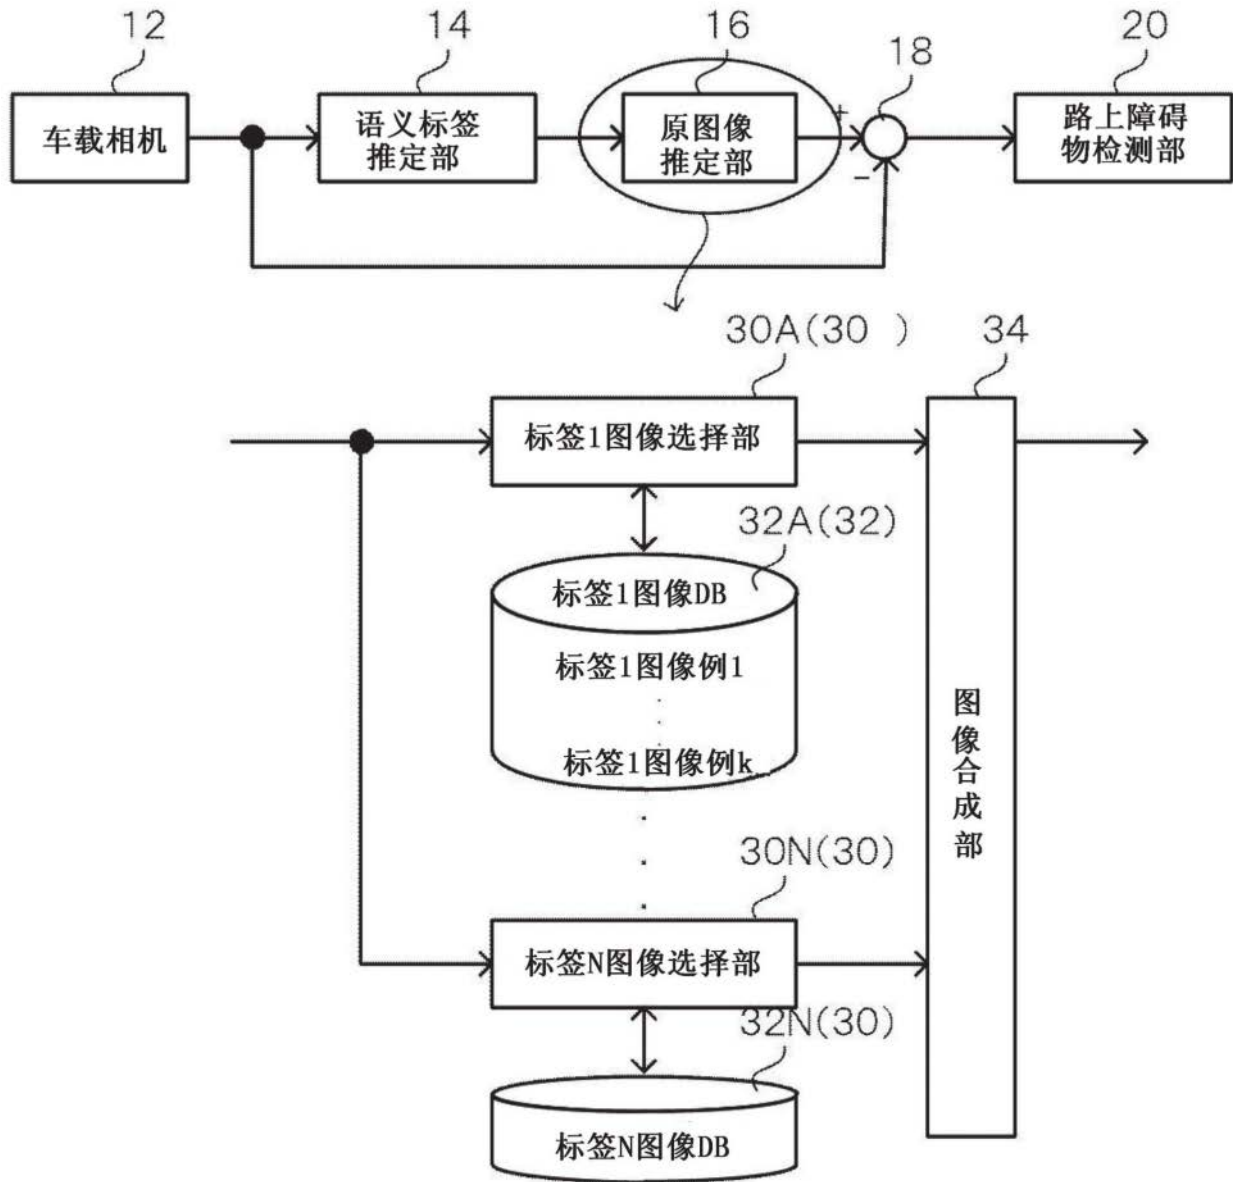 12
14
16
18
20
车载相机
语义标签
推定部
原图像
推定部
+
-
路上障碍
物检测部
30A(30 )
34
标签1图像选择部
32A(32)
标签1图像DB
标签1图像例1
标签1图像例k
图像合成部
30N(30)
标签N图像选择部
32N(30)
标签N图像DB